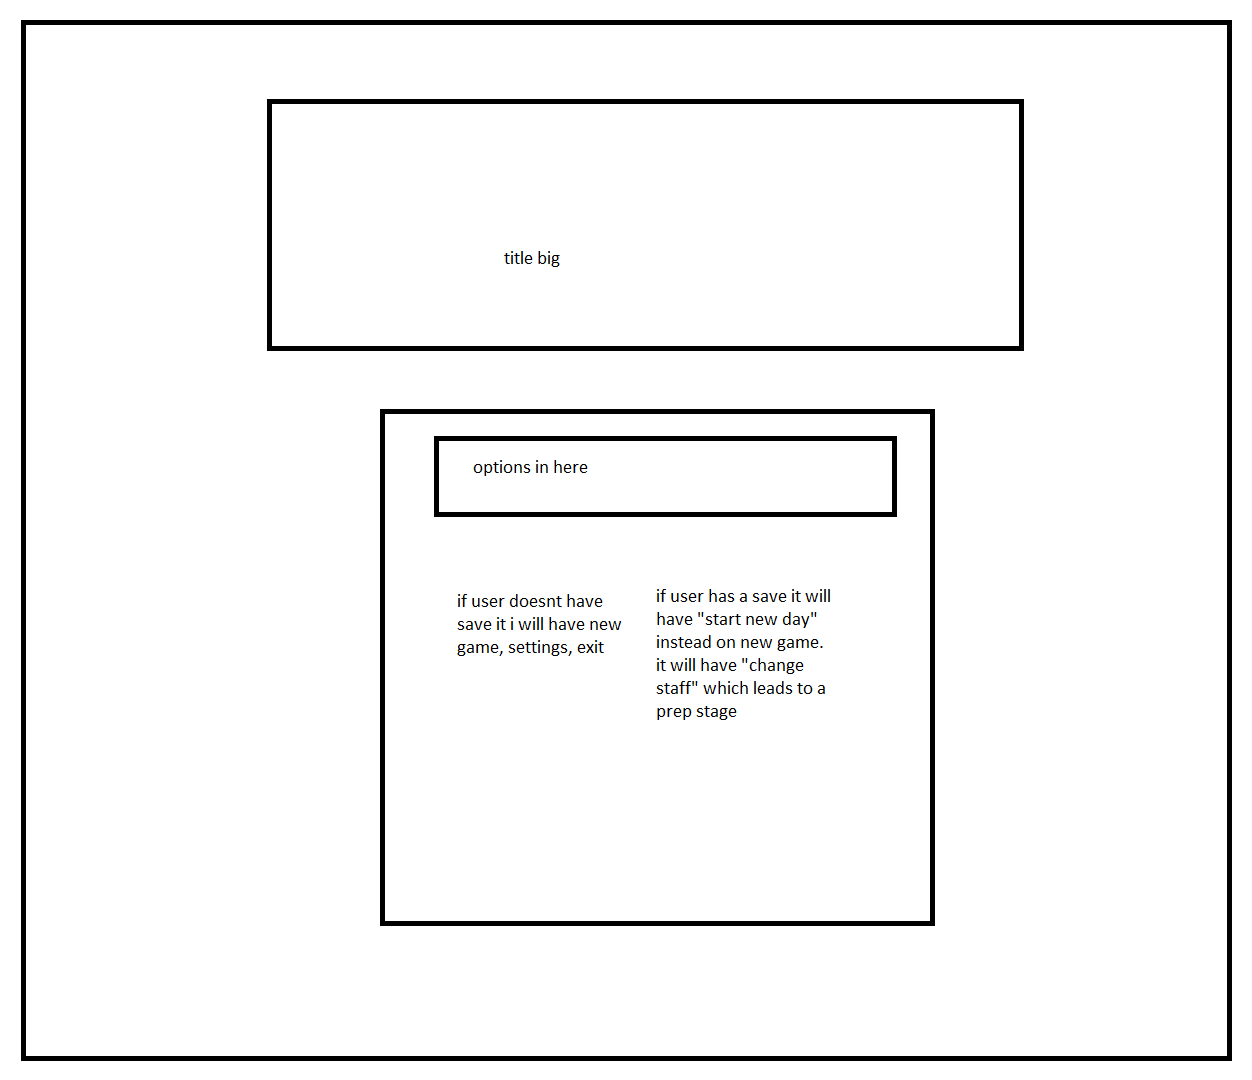 title big
options in here
if user doesnt have
save it i will have new
game, settings, exit
if user has a save it will
have "start new day"
instead on new game.
it will have "change
staff" which leads to a
prep stage